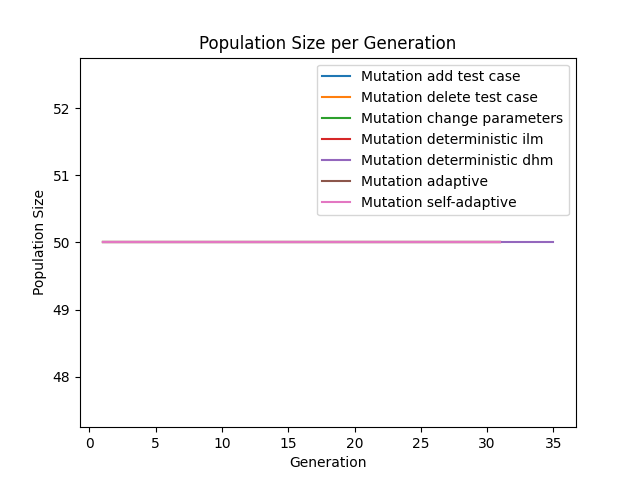 Population Size per Generation
Mutation add test case
Mutation delete test case
Mutation change parameters
Mutation deterministic ilm
Mutation deterministic dhm
Mutation adaptive
Mutation self-adaptive
Population Size
52
51
50
49
48
0 5 10 15 20 25 30 35
Generation